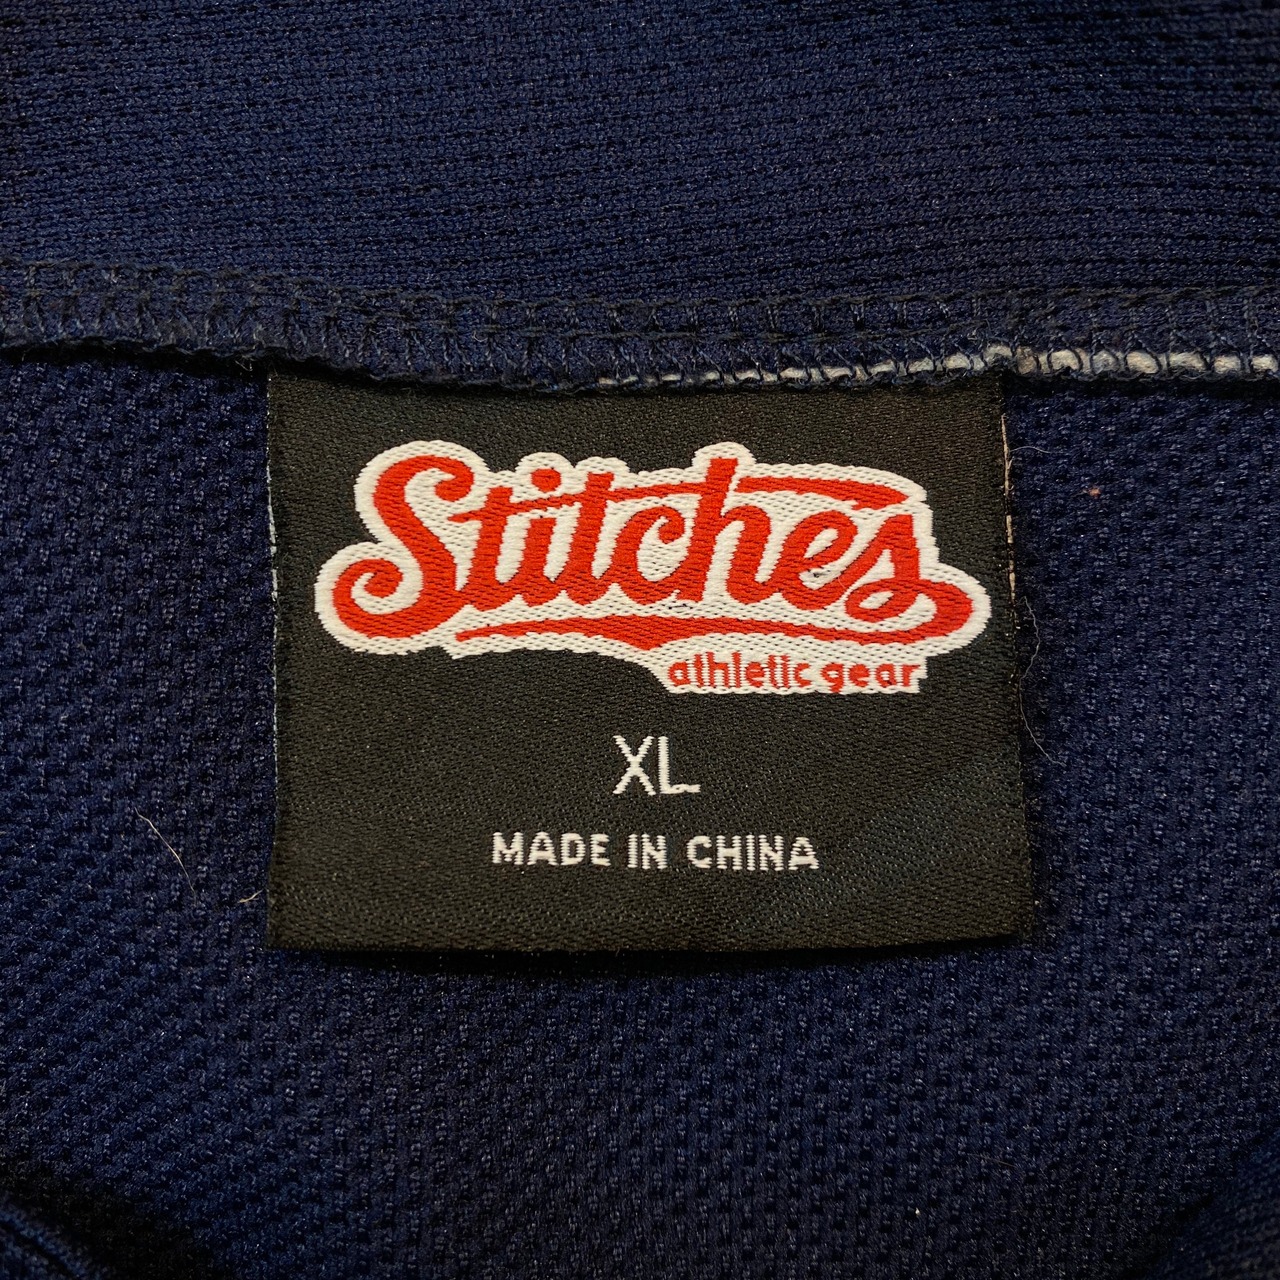 Stitches
athletic gear
XL
MADE IN CHINA